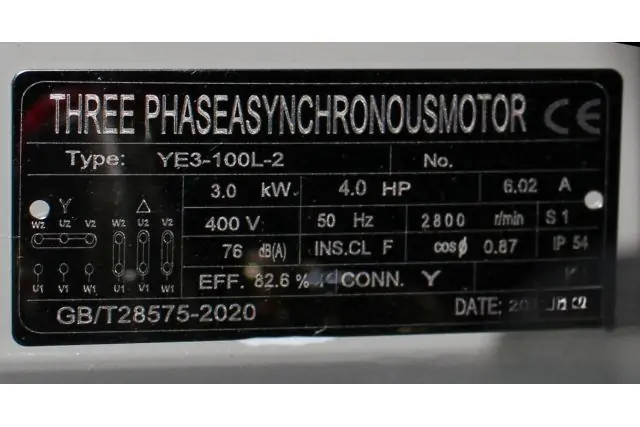 THREE PHASEASYNCHRONOUSMOTOR CE
Type: YE3-100L-2 No.
3.0 kW 4.0 HP 6.02 A
Y △
W2 U2 V2 W2 U2 V2
400 V 50 Hz 2800 r/min S1
76 dB(A) INS.CL F cosϕ 0.87 IP 54
U1 V1 W1 U1 V1 W1
EFF. 82.6 % CONN. Y
GB/T28575-2020 DATE: